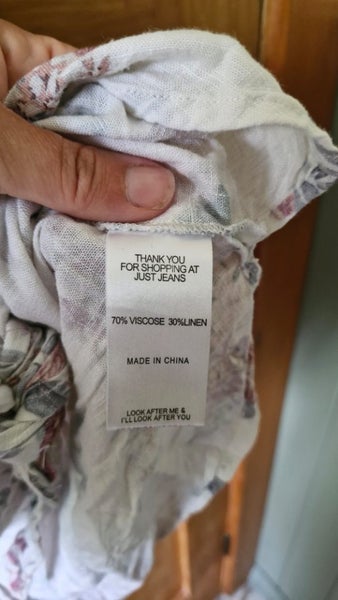 THANK YOU
FOR SHOPPING AT
JUST JEANS
70% VISCOSE 30%LINEN
MADE IN CHINA
LOOK AFTER ME &
I'LL LOOK AFTER YOU